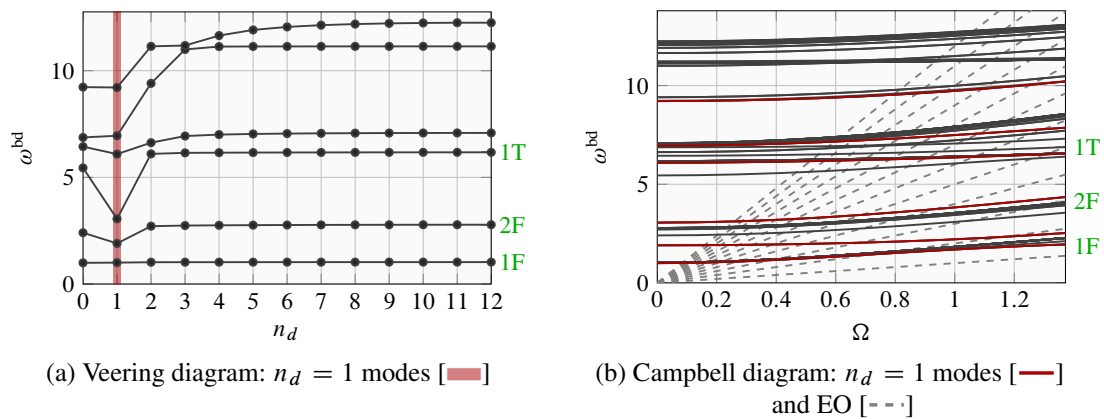 10
5
0
0 1 2 3 4 5 6 7 8 9 10 11 12
n_d
ω^bd
1T
2F
1F
(a) Veering diagram: n_d = 1 modes [ ]
10
5
0
0 0.2 0.4 0.6 0.8 1 1.2
Ω
ω^bd
1T
2F
1F
(b) Campbell diagram: n_d = 1 modes [ ]
and EO [ ]